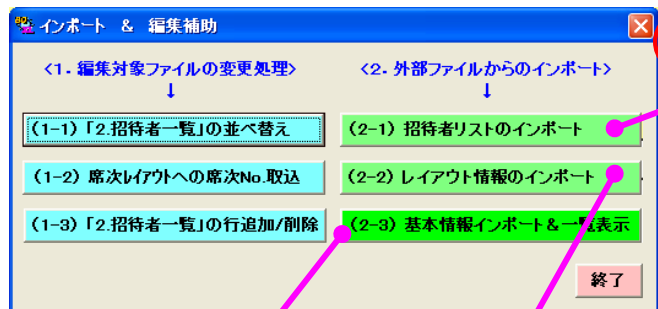 インポート & 編集補助
<1.編集対象ファイルの変更処理>
↓
(1-1)「2.招待者一覧」の並べ替え
(1-2) 席次レイアウトへの席次No.取込
(1-3)「2.招待者一覧」の行追加/削除
<2.外部ファイルからのインポート>
↓
(2-1) 招待者リストのインポート
(2-2) レイアウト情報のインポート
(2-3) 基本情報インポート&一覧表示
終了